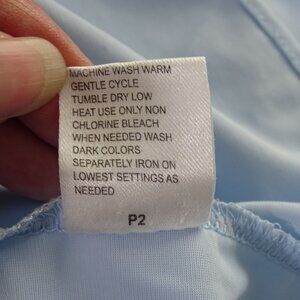 MACHINE WASH WARM
GENTLE CYCLE
TUMBLE DRY LOW
HEAT USE ONLY NON
CHLORINE BLEACH
WHEN NEEDED WASH
DARK COLORS
SEPARATELY IRON ON
LOWEST SETTINGS AS
NEEDED
P2